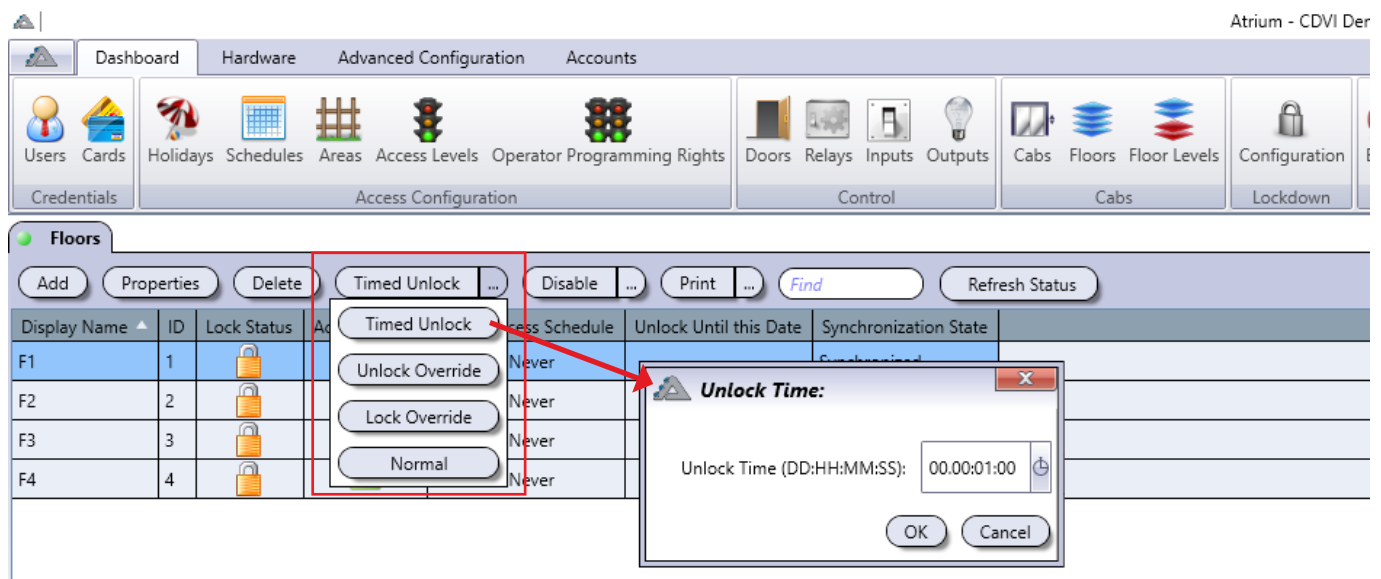 Atrium - CDVI Der
Dashboard Hardware Advanced Configuration Accounts
Users Cards Holidays Schedules Areas Access Levels Operator Programming Rights Doors Relays Inputs Outputs Cabs Floors Floor Levels Configuration
Credentials Access Configuration Control Cabs Lockdown
Floors
Add Properties Delete Timed Unlock ... Disable ... Print ... Find Refresh Status
Display Name ID Lock Status cess Schedule Unlock Until this Date Synchronization State
Timed Unlock
F1 1 Never Synchronized
Unlock Override
Unlock Time:
F2 2 Never
Lock Override
F3 3 Never
Normal
Unlock Time (DD:HH:MM:SS): 00.00:01:00
F4 4 Never
OK Cancel